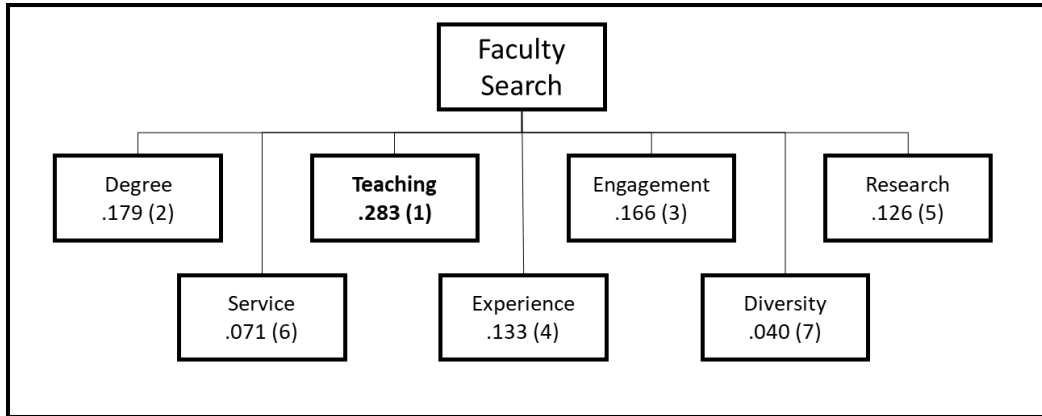 Faculty
Search
Degree
.179 (2)
Teaching
.283 (1)
Engagement
.166 (3)
Research
.126 (5)
Service
.071 (6)
Experience
.133 (4)
Diversity
.040 (7)